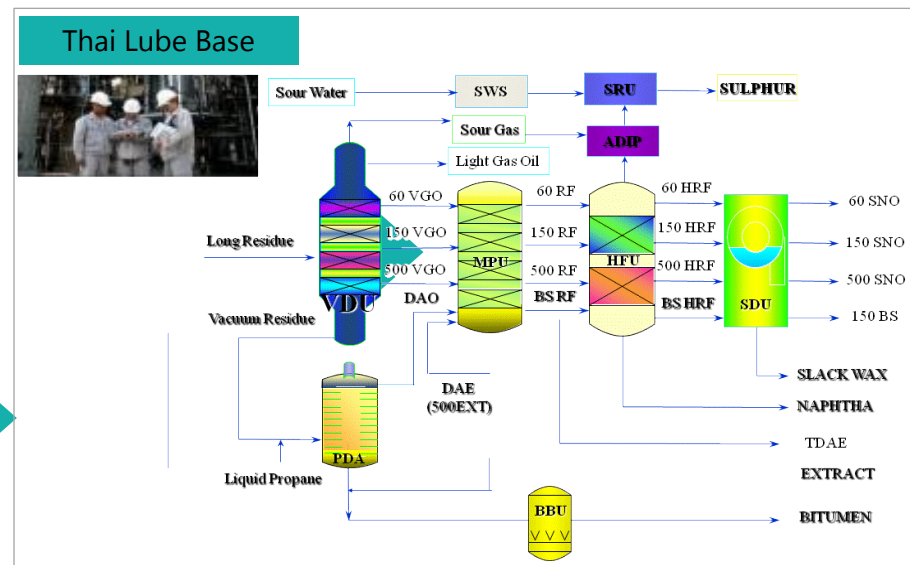 Thai Lube Base
Sour Water
SWS
SRU
SULPHUR
Sour Gas
ADIP
Light Gas Oil
60 VGO
60 RF
60 HRF
60 SNO
Long Residue
150 VGO
150 RF
150 HRF
150 SNO
MPU
HFU
500 VGO
500 RF
500 HRF
500 SNO
VDU
DAO
BS RF
BS HRF
SDU
150 BS
Vacuum Residue
SLACK WAX
DAE
(500EXT)
NAPHTHA
TDAE
PDA
Liquid Propane
EXTRACT
BBU
BITUMEN